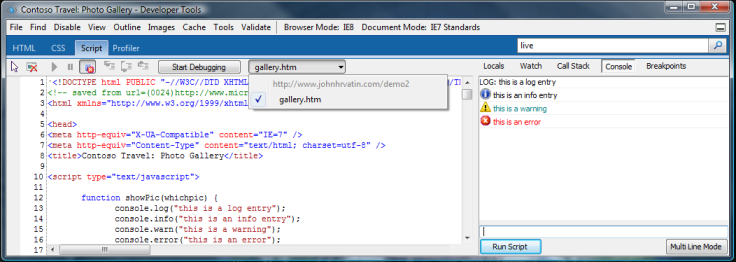 Contoso Travel: Photo Gallery - Developer Tools
File Find Disable View Outline Images Cache Tools Validate Browser Mode: IE8 Document Mode: IE7 Standards
HTML CSS Script Profiler live
Start Debugging gallery.htm Locals Watch Call Stack Console Breakpoints
http://www.johnhrvatin.com/demo2
gallery.htm
1 <!DOCTYPE html PUBLIC "-//W3C//DTD XHTML
2 <!-- saved from url=(0024)http://www.micr
3 <html xmlns="http://www.w3.org/1999/xhtml
4
5 <head>
6 <meta http-equiv="X-UA-Compatible" content="IE=7" />
7 <meta http-equiv="Content-Type" content="text/html; charset=utf-8" />
8 <title>Contoso Travel: Photo Gallery</title>
9
10 <script type="text/javascript">
11
12 function showPic(whichpic) {
13 console.log("this is a log entry");
14 console.info("this is an info entry");
15 console.warn("this is a warning");
16 console.error("this is an error");
17
LOG: this is a log entry
this is an info entry
this is a warning
this is an error
Run Script Multi Line Mode